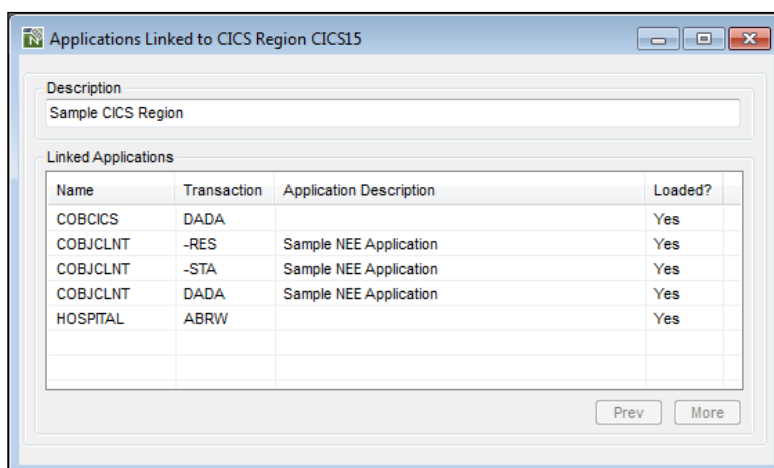 Applications Linked to CICS Region CICS15
Description
Sample CICS Region
Linked Applications
Name Transaction Application Description Loaded?
COBCICS DADA Yes
COBJCLNT -RES Sample NEE Application Yes
COBJCLNT -STA Sample NEE Application Yes
COBJCLNT DADA Sample NEE Application Yes
HOSPITAL ABRW Yes
Prev More